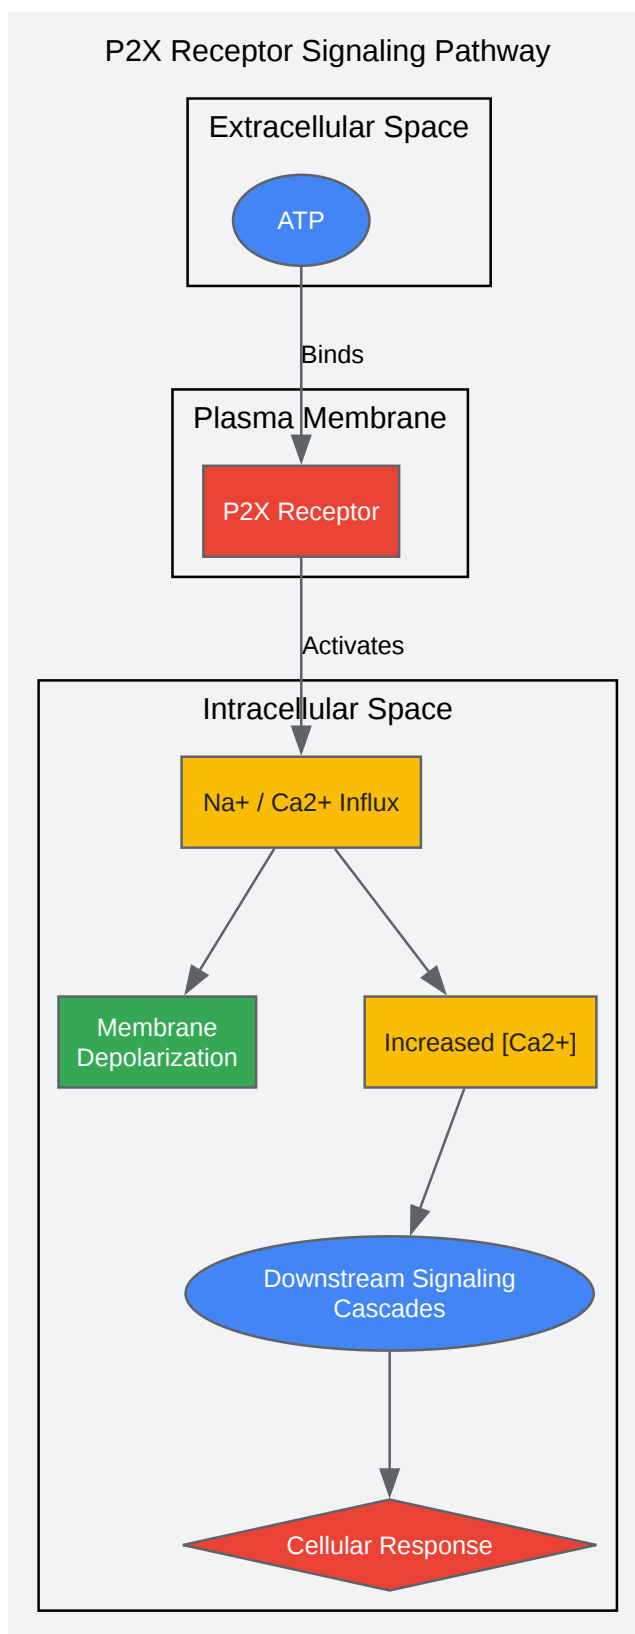 P2X Receptor Signaling Pathway
Extracellular Space
ATP
Binds
Plasma Membrane
P2X Receptor
Activates
Intracellular Space
Na+ / Ca2+ Influx
Membrane
Depolarization
Increased [Ca2+]
Downstream Signaling
Cascades
Cellular Response